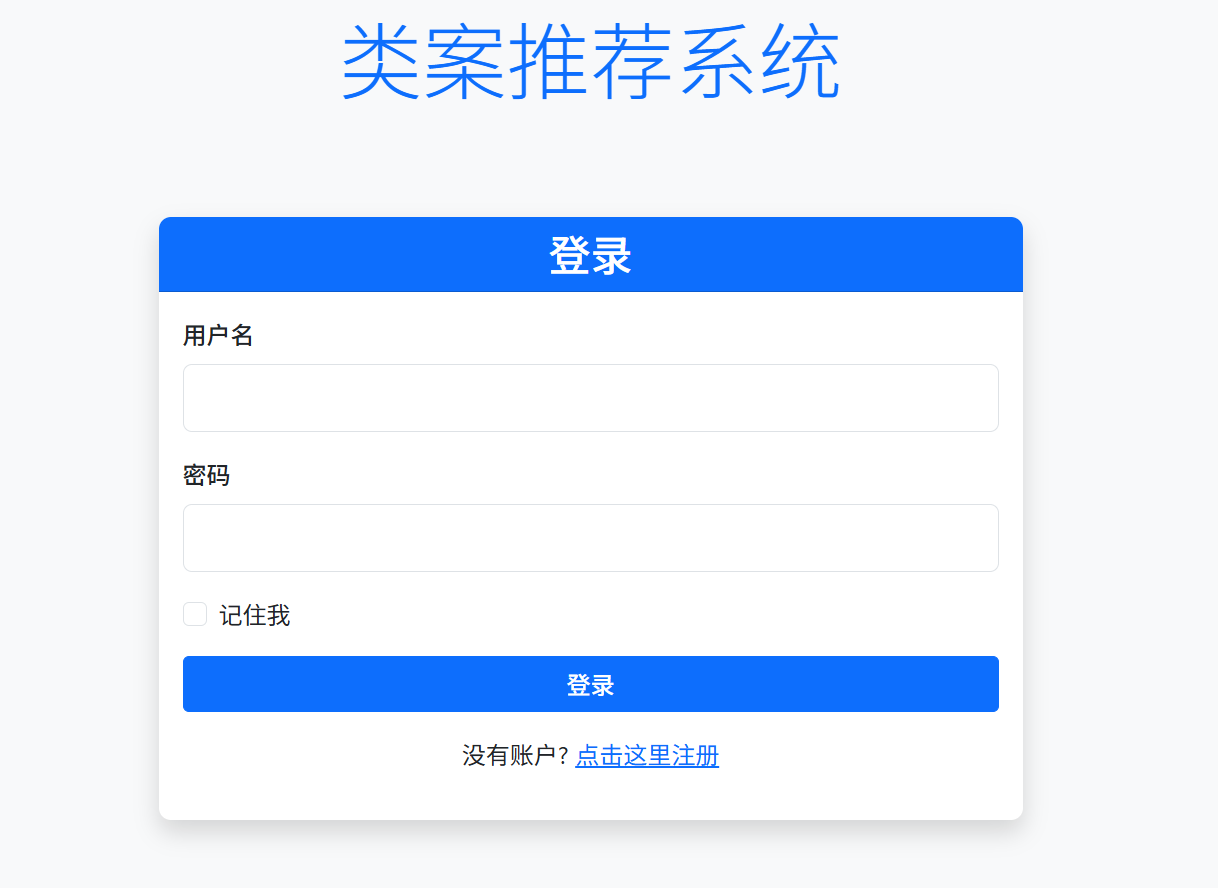 类案推荐系统
登录
用户名
密码
记住我
登录
没有账户? 点击这里注册